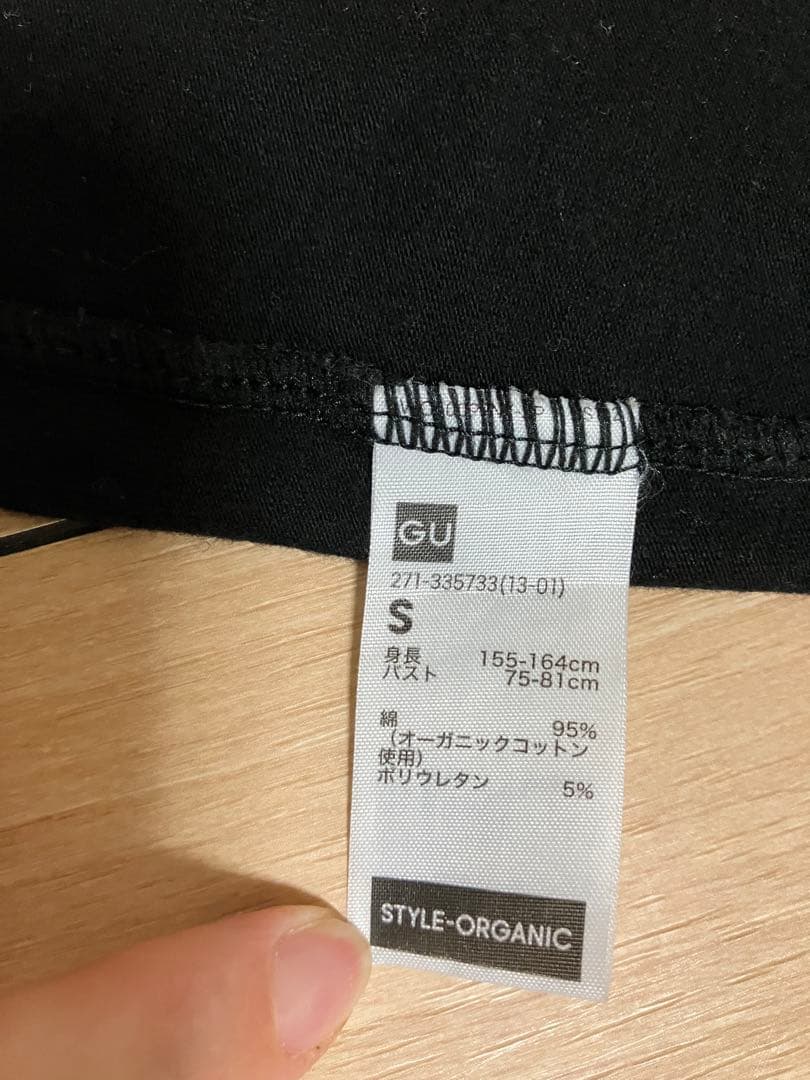 GU
271-335733(13-01)
S
身長 155-164cm
バスト 75-81cm
綿 95%
(オーガニックコットン
使用)
ポリウレタン 5%
STYLE-ORGANIC